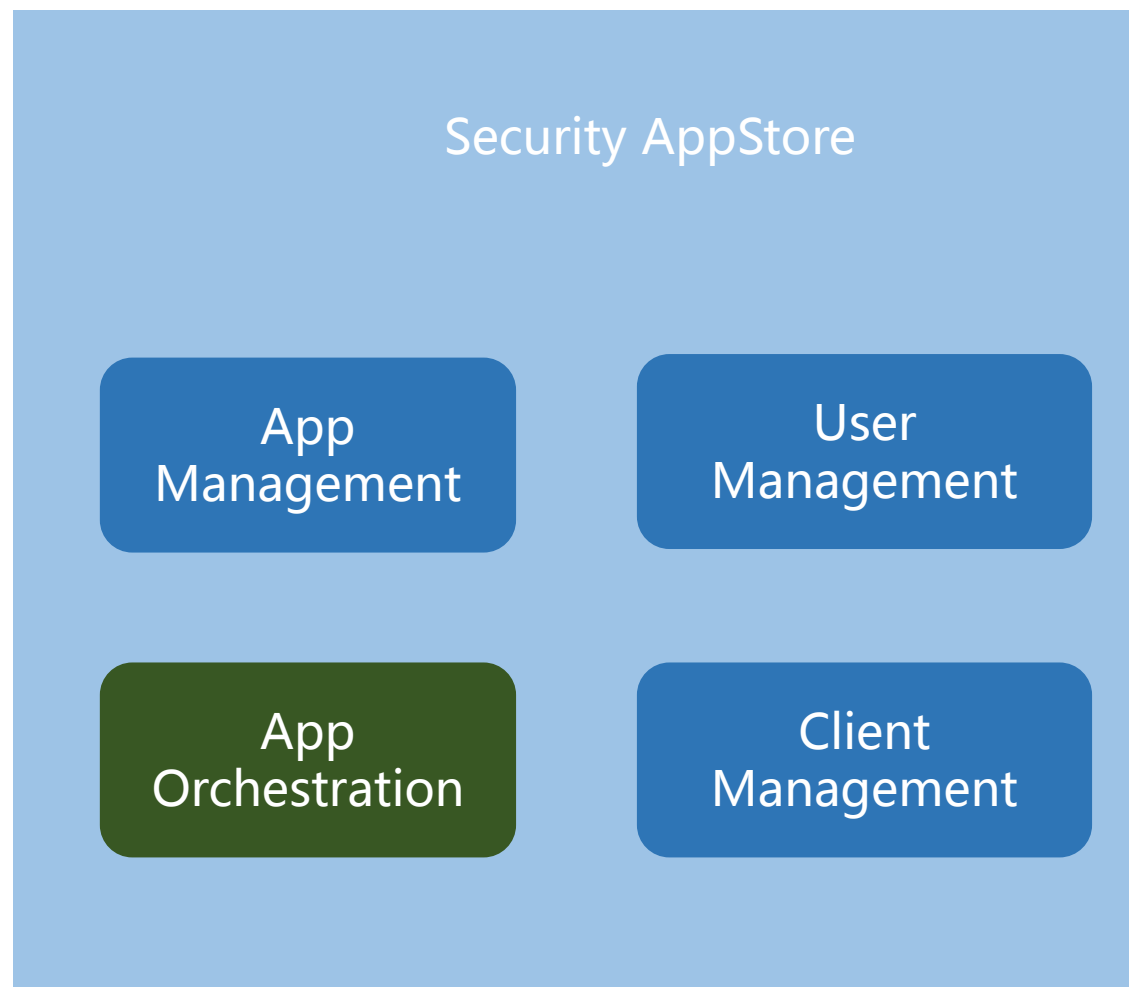 Security AppStore
App
Management
User
Management
App
Orchestration
Client
Management